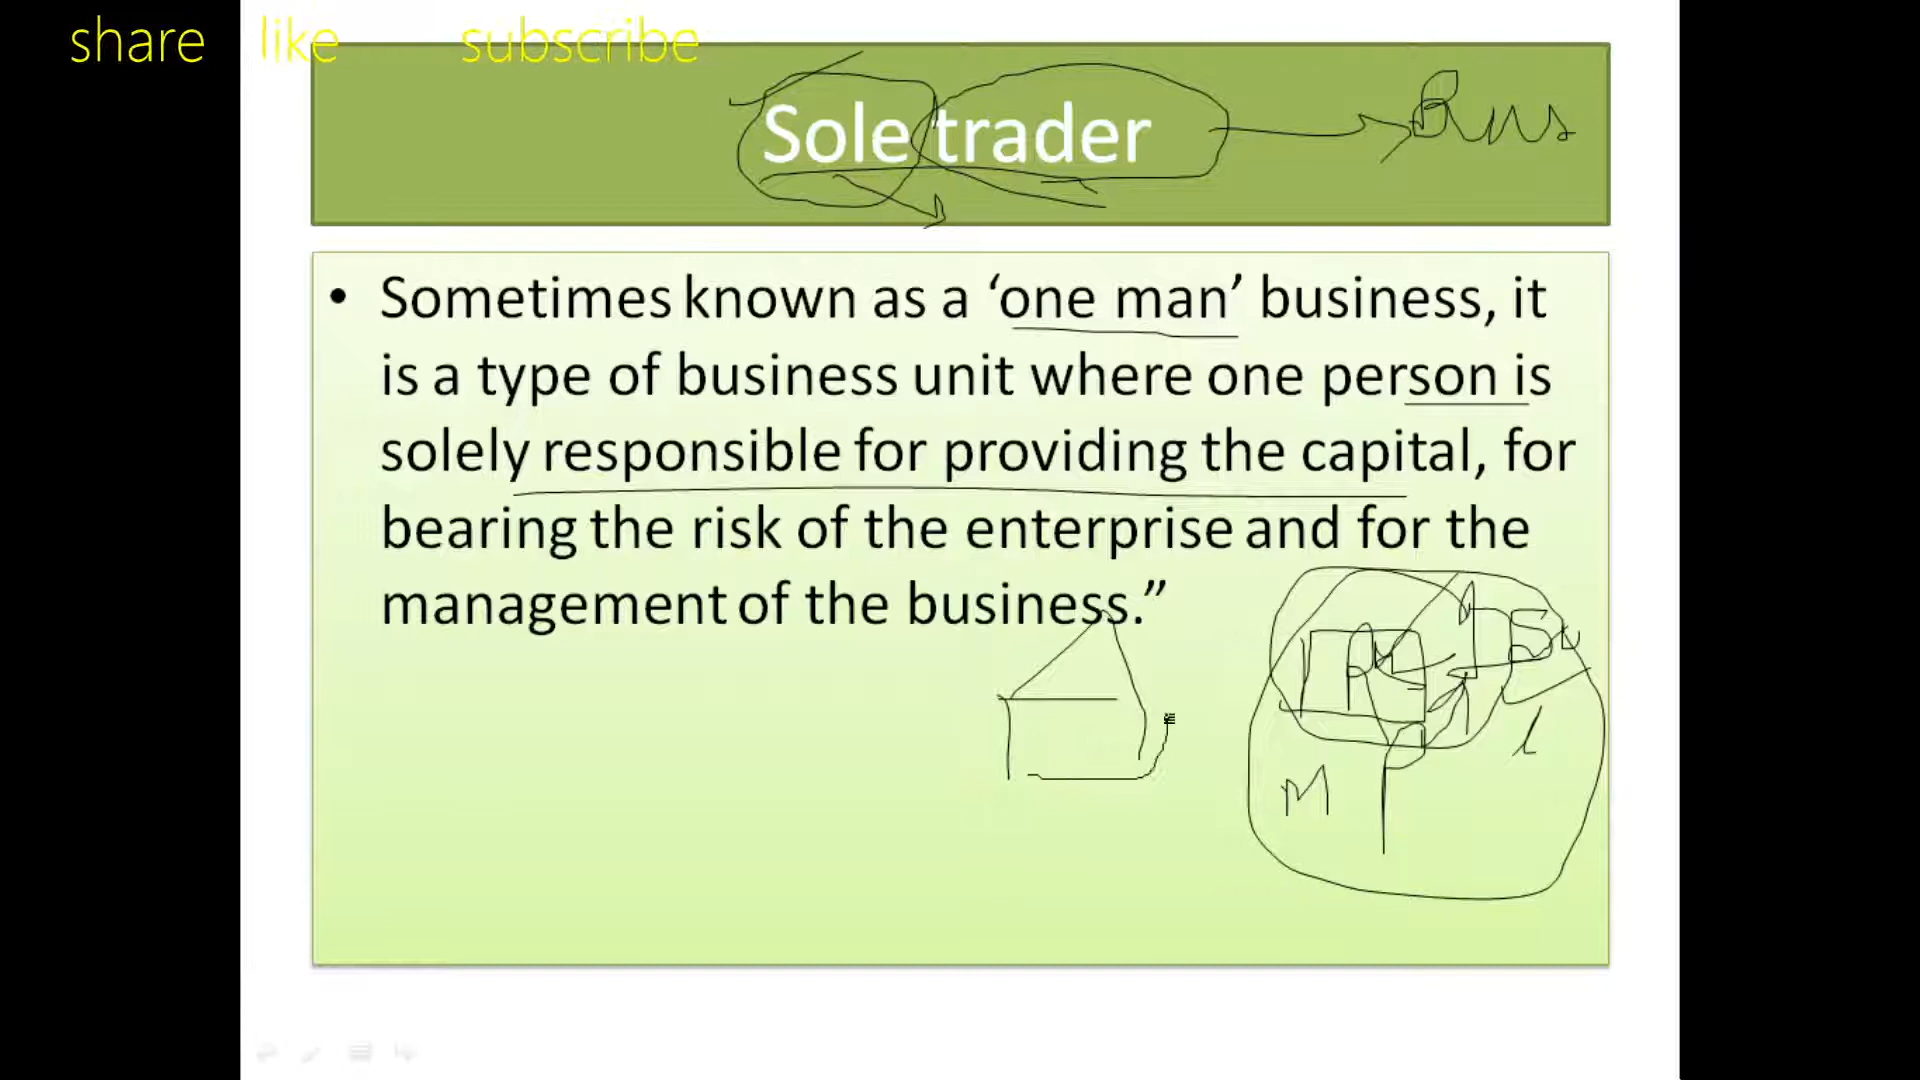 share like subscribe
Sole trader
Bus
• Sometimes known as a ‘one man’ business, it
is a type of business unit where one person is
solely responsible for providing the capital, for
bearing the risk of the enterprise and for the
management of the business.”
M